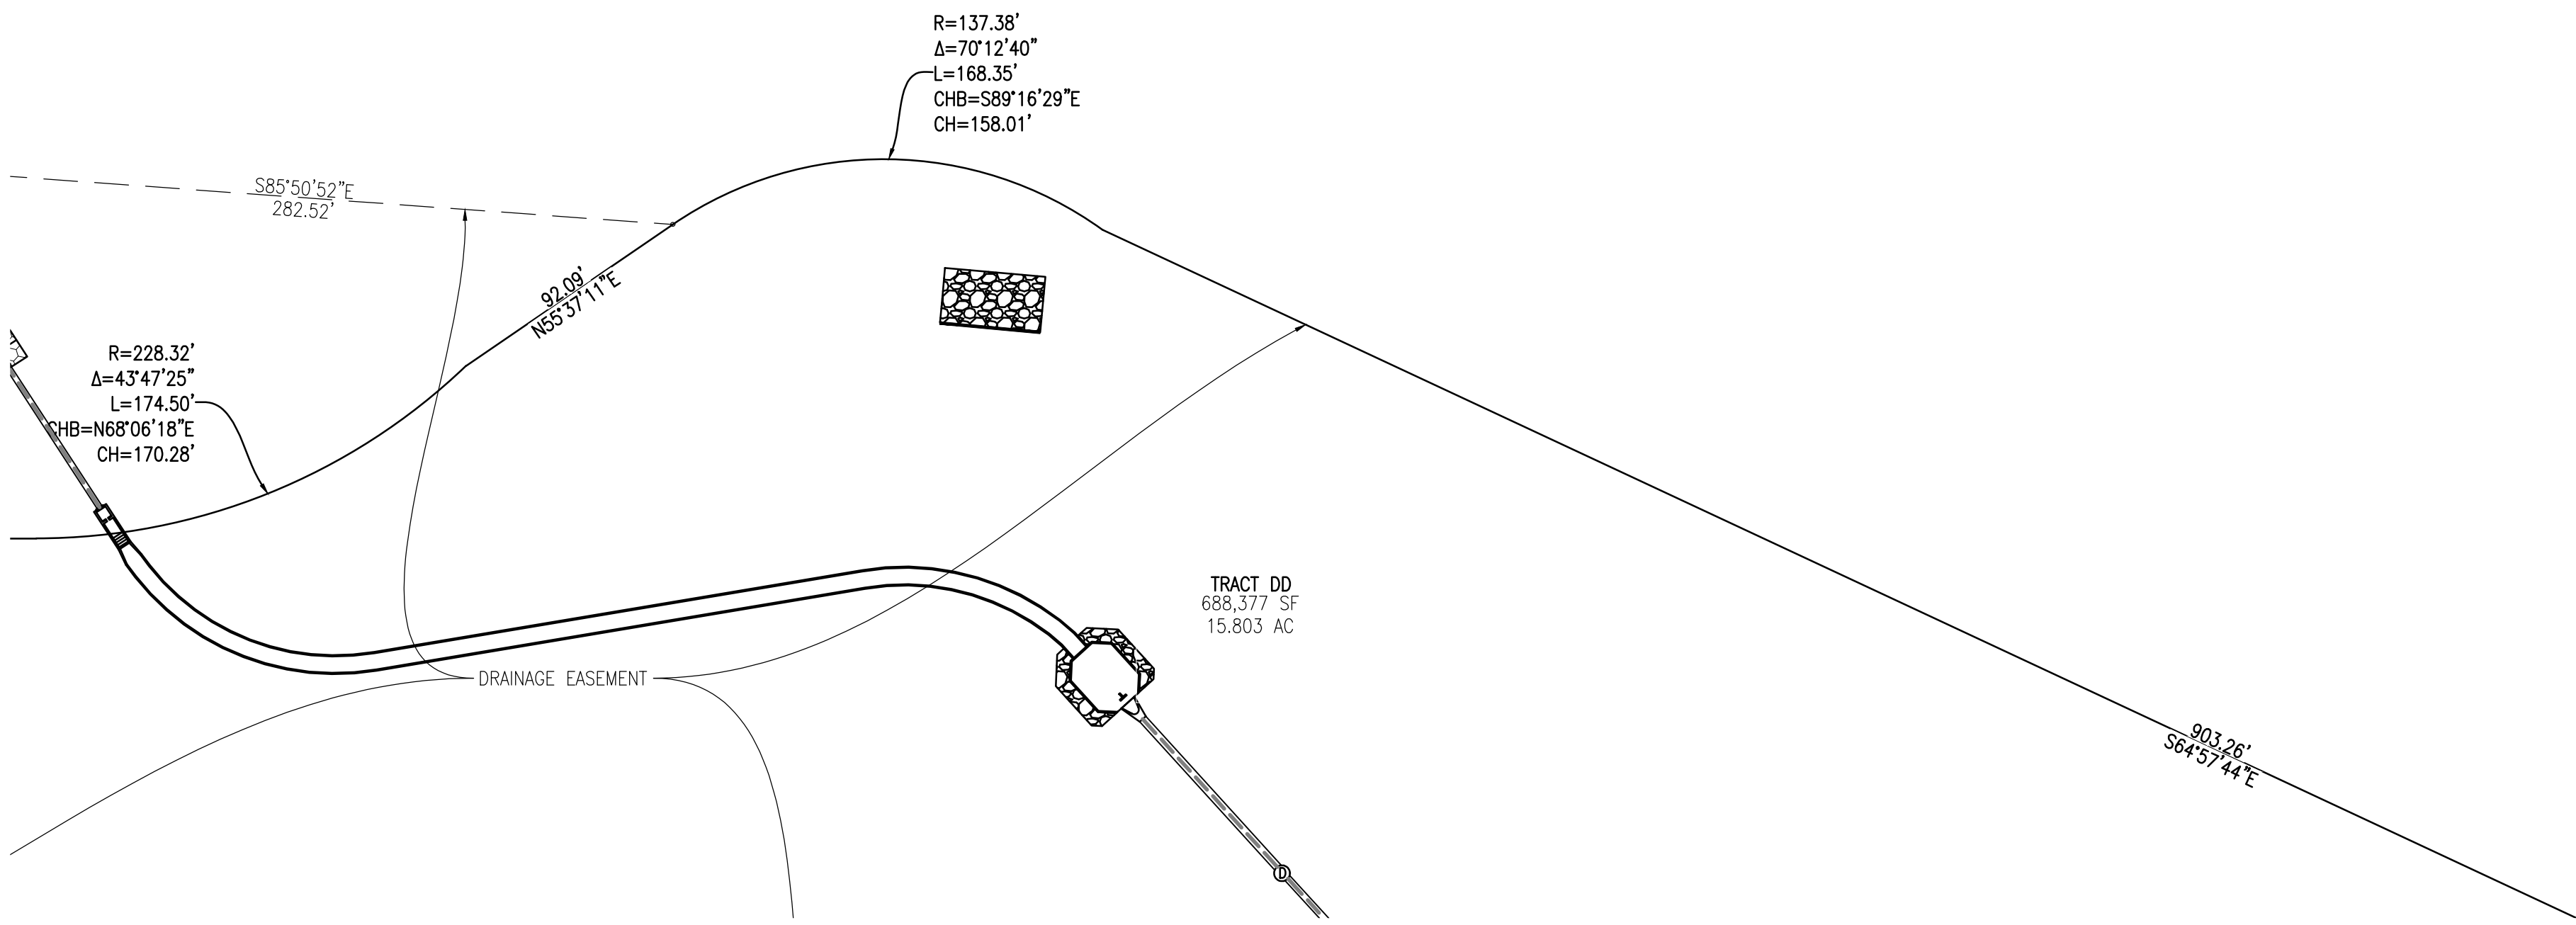 R=137.38'
Δ=70°12'40"
L=168.35'
CHB=S89°16'29"E
CH=158.01'
S85°50'52"E
282.52'
92.09'
N55°37'11"E
R=228.32'
Δ=43°47'25"
L=174.50'
CHB=N68°06'18"E
CH=170.28'
TRACT DD
688,377 SF
15.803 AC
DRAINAGE EASEMENT
903.26'
S64°57'44"E
D